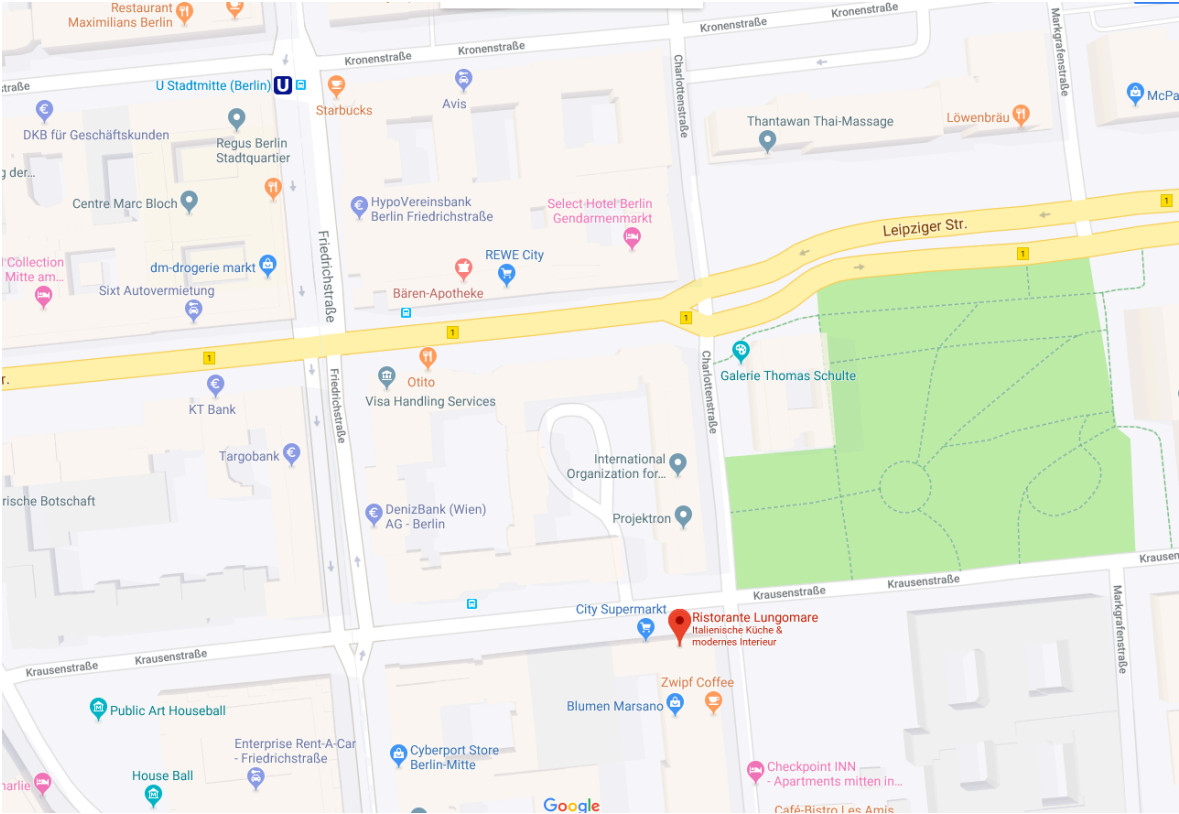 Restaurant
Maximilians Berlin
Kronenstraße
Kronenstraße
Kronenstraße
Markgrafenstraße
straße
U Stadtmitte (Berlin)
U
Starbucks
Avis
Charlottenstraße
McPa
DKB für Geschäftskunden
Regus Berlin
Stadtquartier
Thantawan Thai-Massage
Löwenbräu
g der...
Centre Marc Bloch
HypoVereinsbank
Berlin Friedrichstraße
Select Hotel Berlin
Gendarmenmarkt
1
Leipziger Str.
Friedrichstraße
l Collection
Mitte am...
dm-drogerie markt
REWE City
1
Sixt Autovermietung
Bären-Apotheke
1
1
1
r.
Otito
KT Bank
Visa Handling Services
Friedrichstraße
Charlottenstraße
Galerie Thomas Schulte
Targobank
International
Organization for...
rische Botschaft
DenizBank (Wien)
AG - Berlin
Projektron
Krausenstraße
Krausenstraße
Krausen
City Supermarkt
Ristorante Lungomare
Italienische Küche &
modernes Interieur
Markgrafenstraße
Krausenstraße
Krausenstraße
Zwipf Coffee
Blumen Marsano
Public Art Houseball
Enterprise Rent-A-Car
- Friedrichstraße
Cyberport Store
Berlin-Mitte
House Ball
harlie
Checkpoint INN
- Apartments mitten in...
Google
Café-Bistro Les Amis